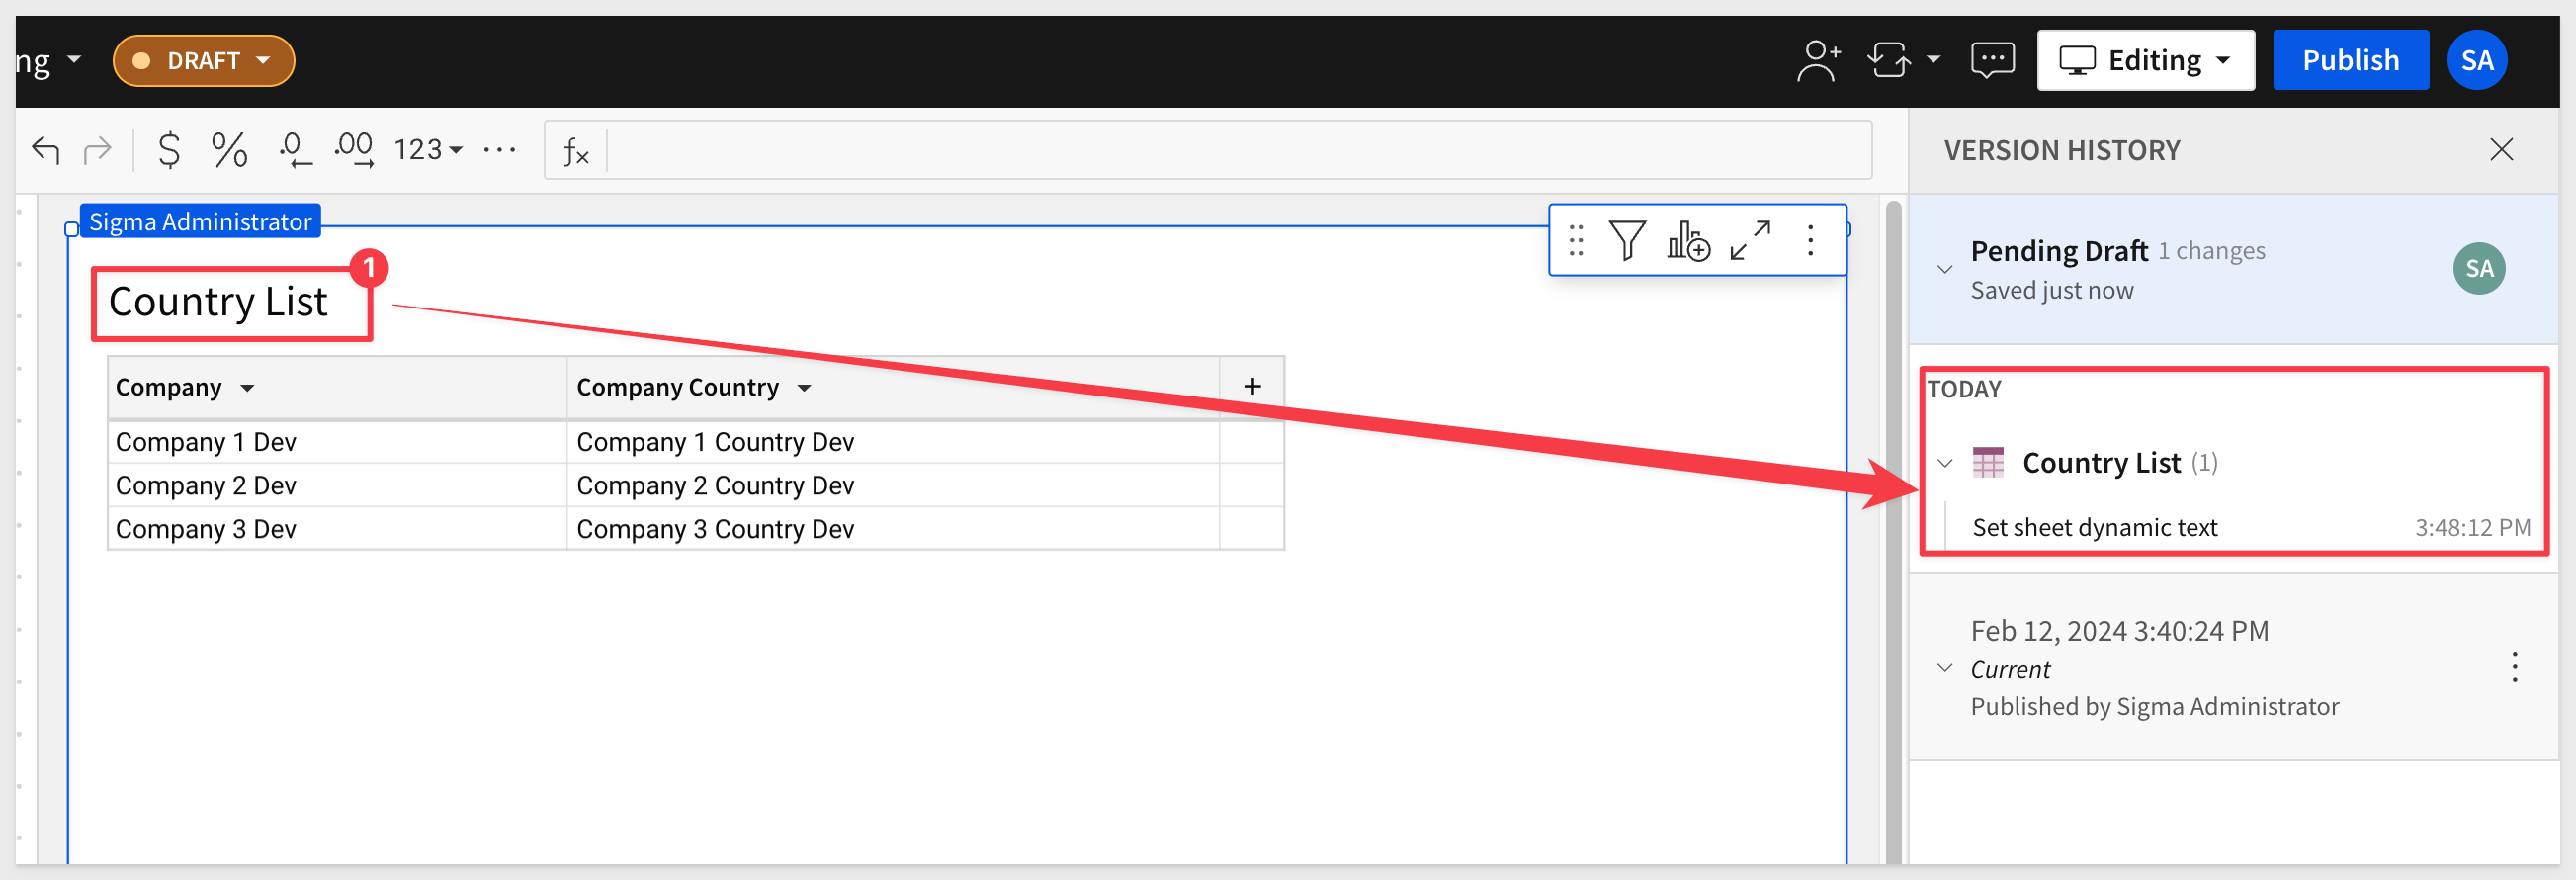 ng DRAFT Editing Publish SA
$ % .0 .00 123 ... fx
VERSION HISTORY
Sigma Administrator
1
Country List
Company Company Country +
Company 1 Dev Company 1 Country Dev
Company 2 Dev Company 2 Country Dev
Company 3 Dev Company 3 Country Dev
Pending Draft 1 changes
Saved just now
SA
TODAY
Country List (1)
Set sheet dynamic text 3:48:12 PM
Feb 12, 2024 3:40:24 PM
Current
Published by Sigma Administrator